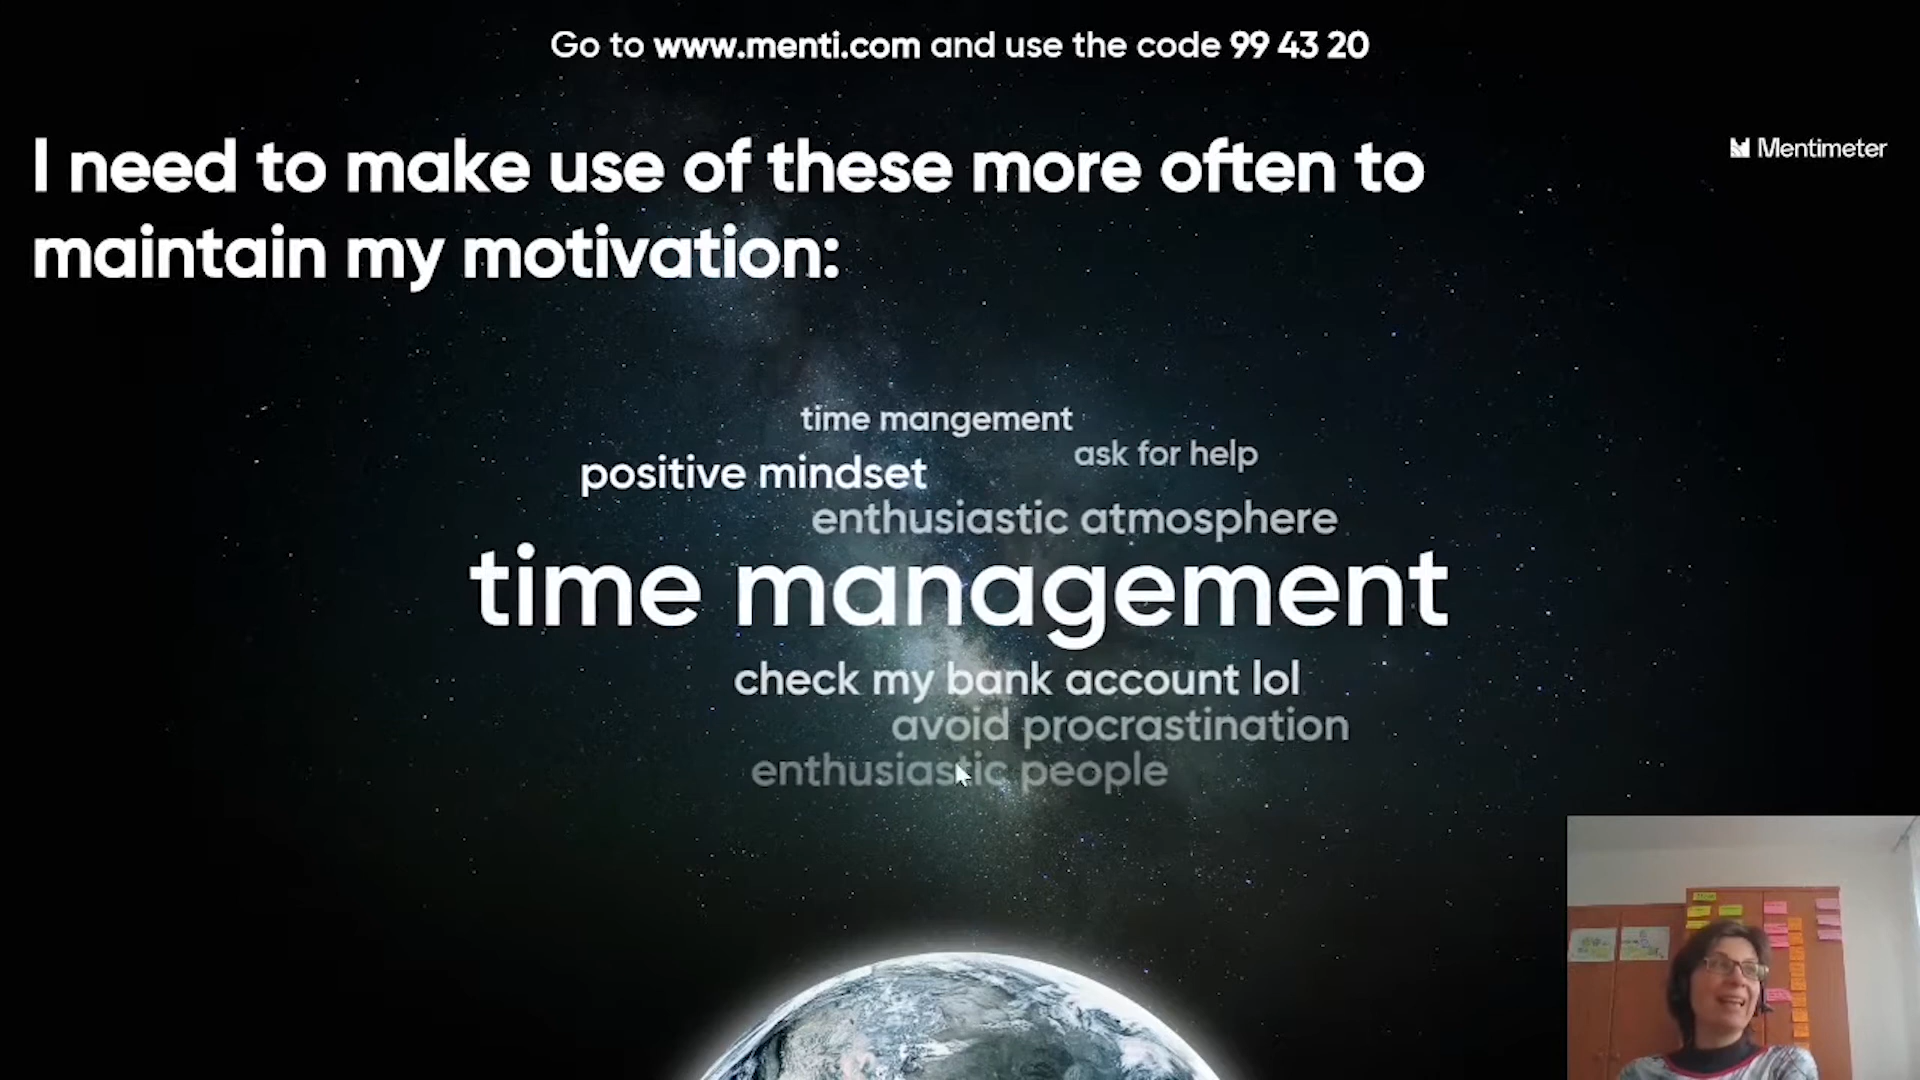 Go to www.menti.com and use the code 99 43 20
Mentimeter
I need to make use of these more often to
maintain my motivation:
time mangement
ask for help
positive mindset
enthusiastic atmosphere
time management
check my bank account lol
avoid procrastination
enthusiastic people